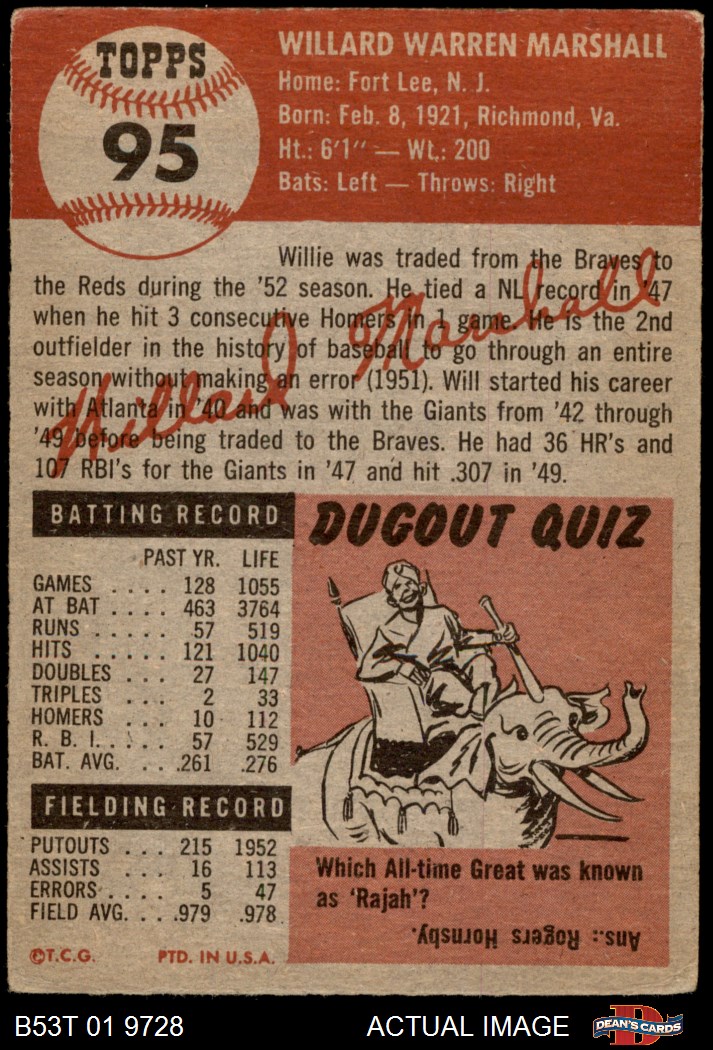 TOPPS
95
WILLARD WARREN MARSHALL
Home: Fort Lee, N. J.
Born: Feb. 8, 1921, Richmond, Va.
Ht.: 6'1" — Wt.: 200
Bats: Left — Throws: Right
Willie was traded from the Braves to
the Reds during the '52 season. He tied a NL record in '47
when he hit 3 consecutive Homers in 1 game. He is the 2nd
outfielder in the history of baseball to go through an entire
season without making an error (1951). Will started his career
with Atlanta in '40 and was with the Giants from '42 through
'49 before being traded to the Braves. He had 36 HR's and
107 RBI's for the Giants in '47 and hit .307 in '49.
Willard Marshall
BATTING RECORD
PAST YR. LIFE
GAMES .... 128 1055
AT BAT .... 463 3764
RUNS ..... 57 519
HITS ..... 121 1040
DOUBLES ... 27 147
TRIPLES ... 2 33
HOMERS ... 10 112
R. B. I. .... 57 529
BAT. AVG. ... .261 .276
FIELDING RECORD
PUTOUTS ... 215 1952
ASSISTS ... 16 113
ERRORS .... 5 47
FIELD AVG. ... .979 .978
©T.C.G. PTD. IN U.S.A.
DUGOUT QUIZ
Which All-time Great was known
as 'Rajah'?
Ans.: Rogers Hornsby.
B53T 01 9728 ACTUAL IMAGE
DEAN'S CARDS